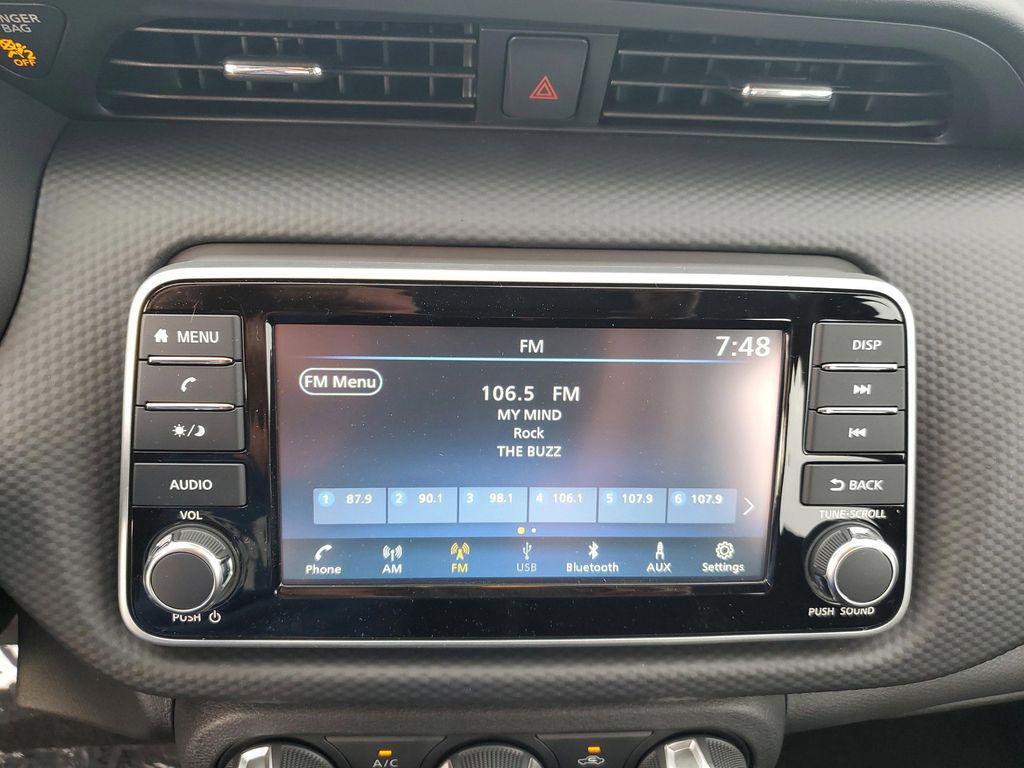 BAG
OFF
MENU
AUDIO
VOL
PUSH
FM
7:48
FM Menu
106.5 FM
MY MIND
Rock
THE BUZZ
1 87.9 2 90.1 3 98.1 4 106.1 5 107.9 6 107.9
Phone AM FM USB Bluetooth AUX Settings
DISP
BACK
TUNE·SCROLL
PUSH SOUND
A/C